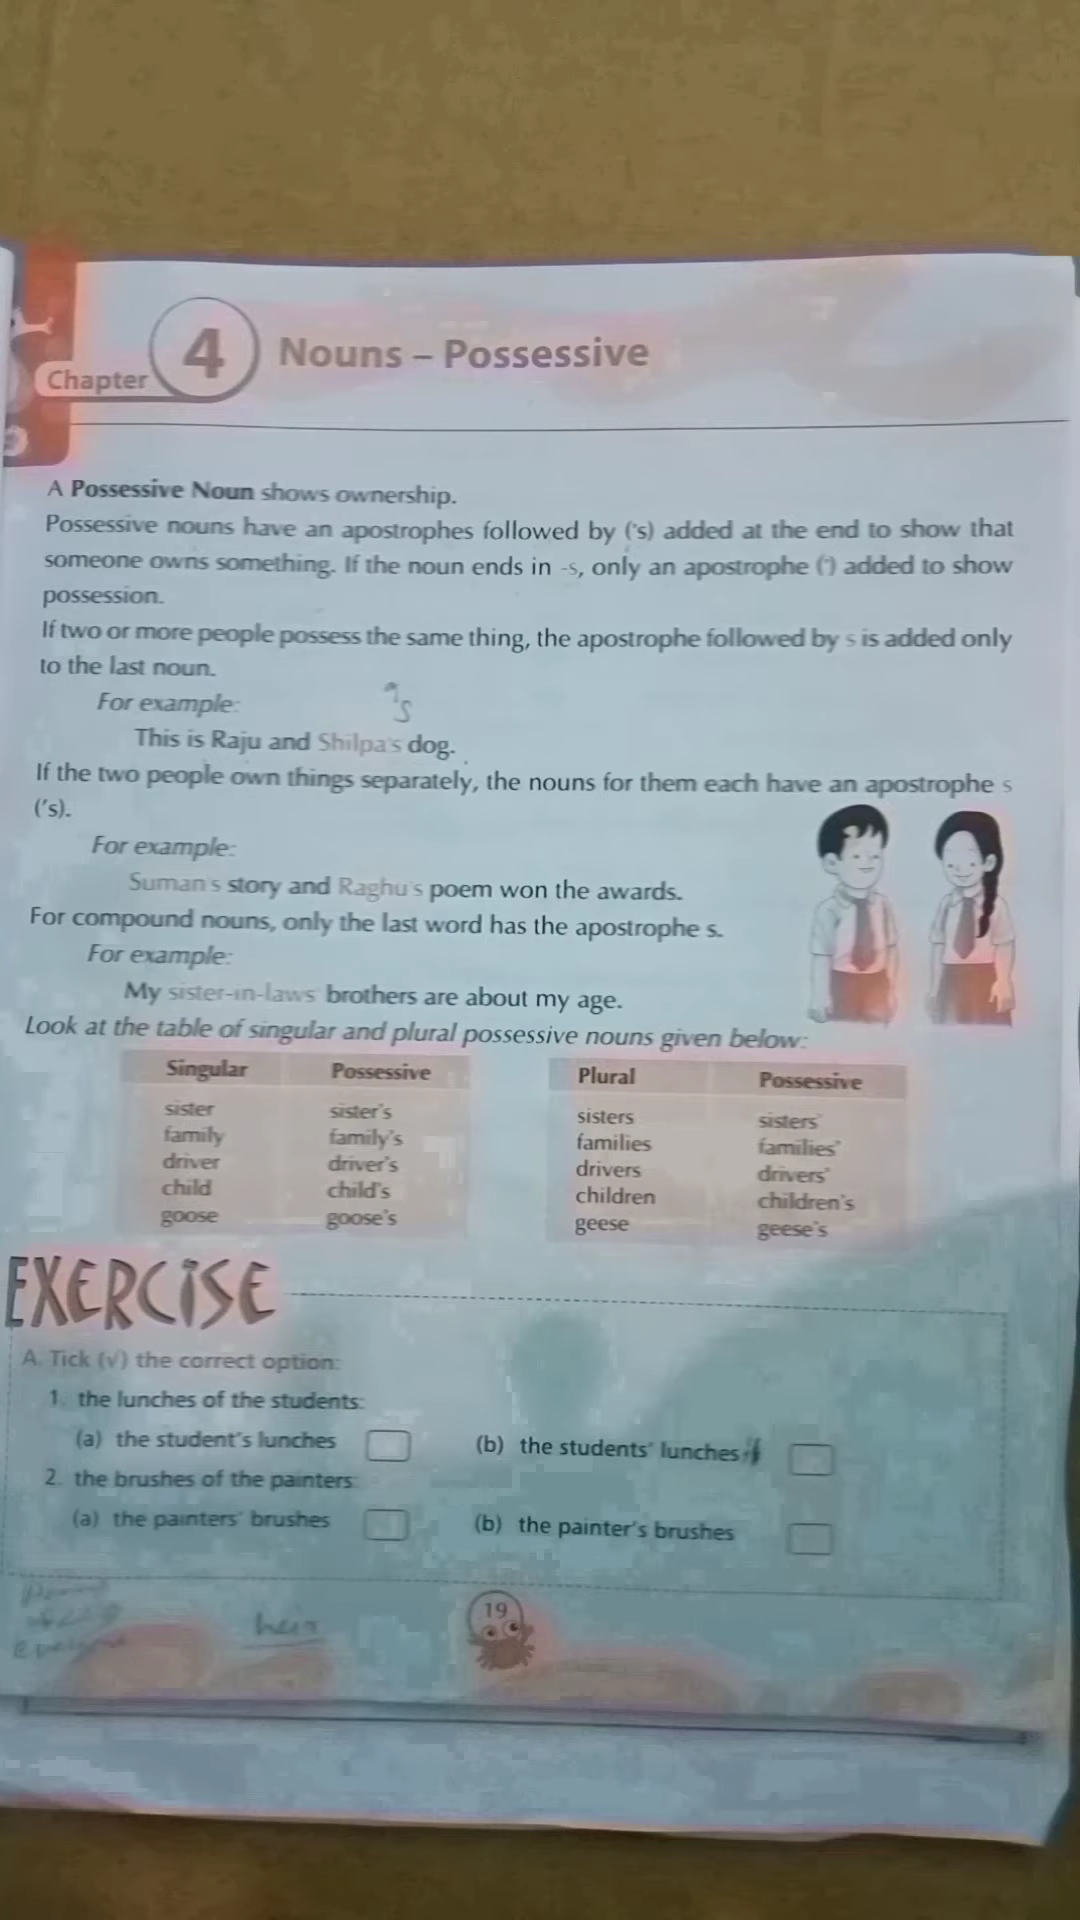 Chapter 4 Nouns – Possessive
A Possessive Noun shows ownership.
Possessive nouns have an apostrophes followed by ('s) added at the end to show that
someone owns something. If the noun ends in -s, only an apostrophe (') added to show
possession.
If two or more people possess the same thing, the apostrophe followed by s is added only
to the last noun.
For example:
's
This is Raju and Shilpa's dog.
If the two people own things separately, the nouns for them each have an apostrophe s
('s).
For example:
Suman's story and Raghu's poem won the awards.
For compound nouns, only the last word has the apostrophe s.
For example:
My sister-in-laws' brothers are about my age.
Look at the table of singular and plural possessive nouns given below:
Singular Possessive Plural Possessive
sister sister's sisters sisters'
family family's families families'
driver driver's drivers drivers'
child child's children children's
goose goose's geese geese's
EXERCISE
A. Tick (√) the correct option:
1. the lunches of the students:
(a) the student's lunches (b) the students' lunches
2. the brushes of the painters:
(a) the painters' brushes (b) the painter's brushes
19